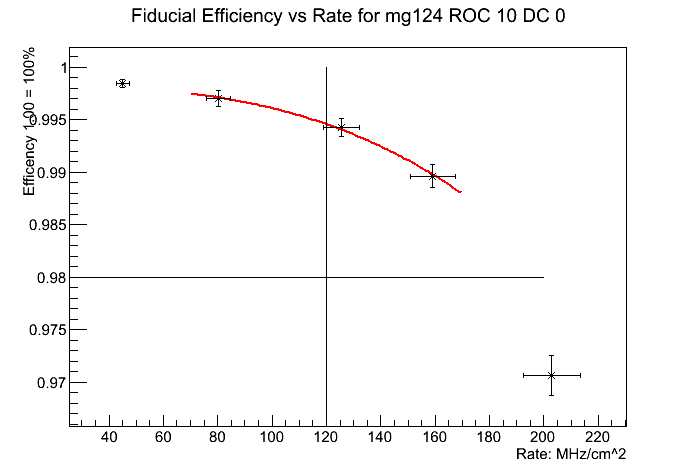 Fiducial Efficiency vs Rate for mg124 ROC 10 DC 0
Efficency 1.00 = 100%
1
0.995
0.99
0.985
0.98
0.975
0.97
40 60 80 100 120 140 160 180 200 220
Rate: MHz/cm^2